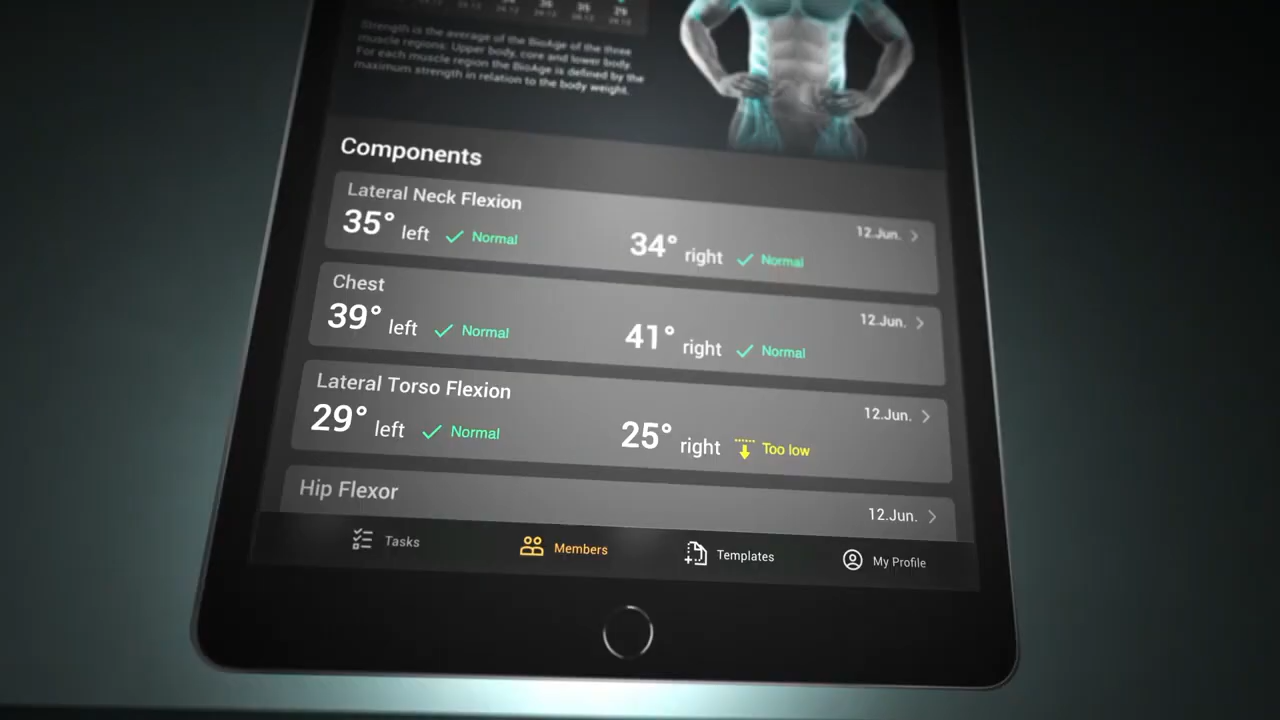 Strength is the average of the BioAge of the three
muscle regions: Upper body, core and lower body.
For each muscle region the BioAge is defined by the
maximum strength in relation to the body weight.
Components
Lateral Neck Flexion
12.Jun.
35° left Normal 34° right Normal
Chest
12.Jun.
39° left Normal 41° right Normal
Lateral Torso Flexion
12.Jun.
29° left Normal 25° right Too low
Hip Flexor
12.Jun.
Tasks Members Templates My Profile